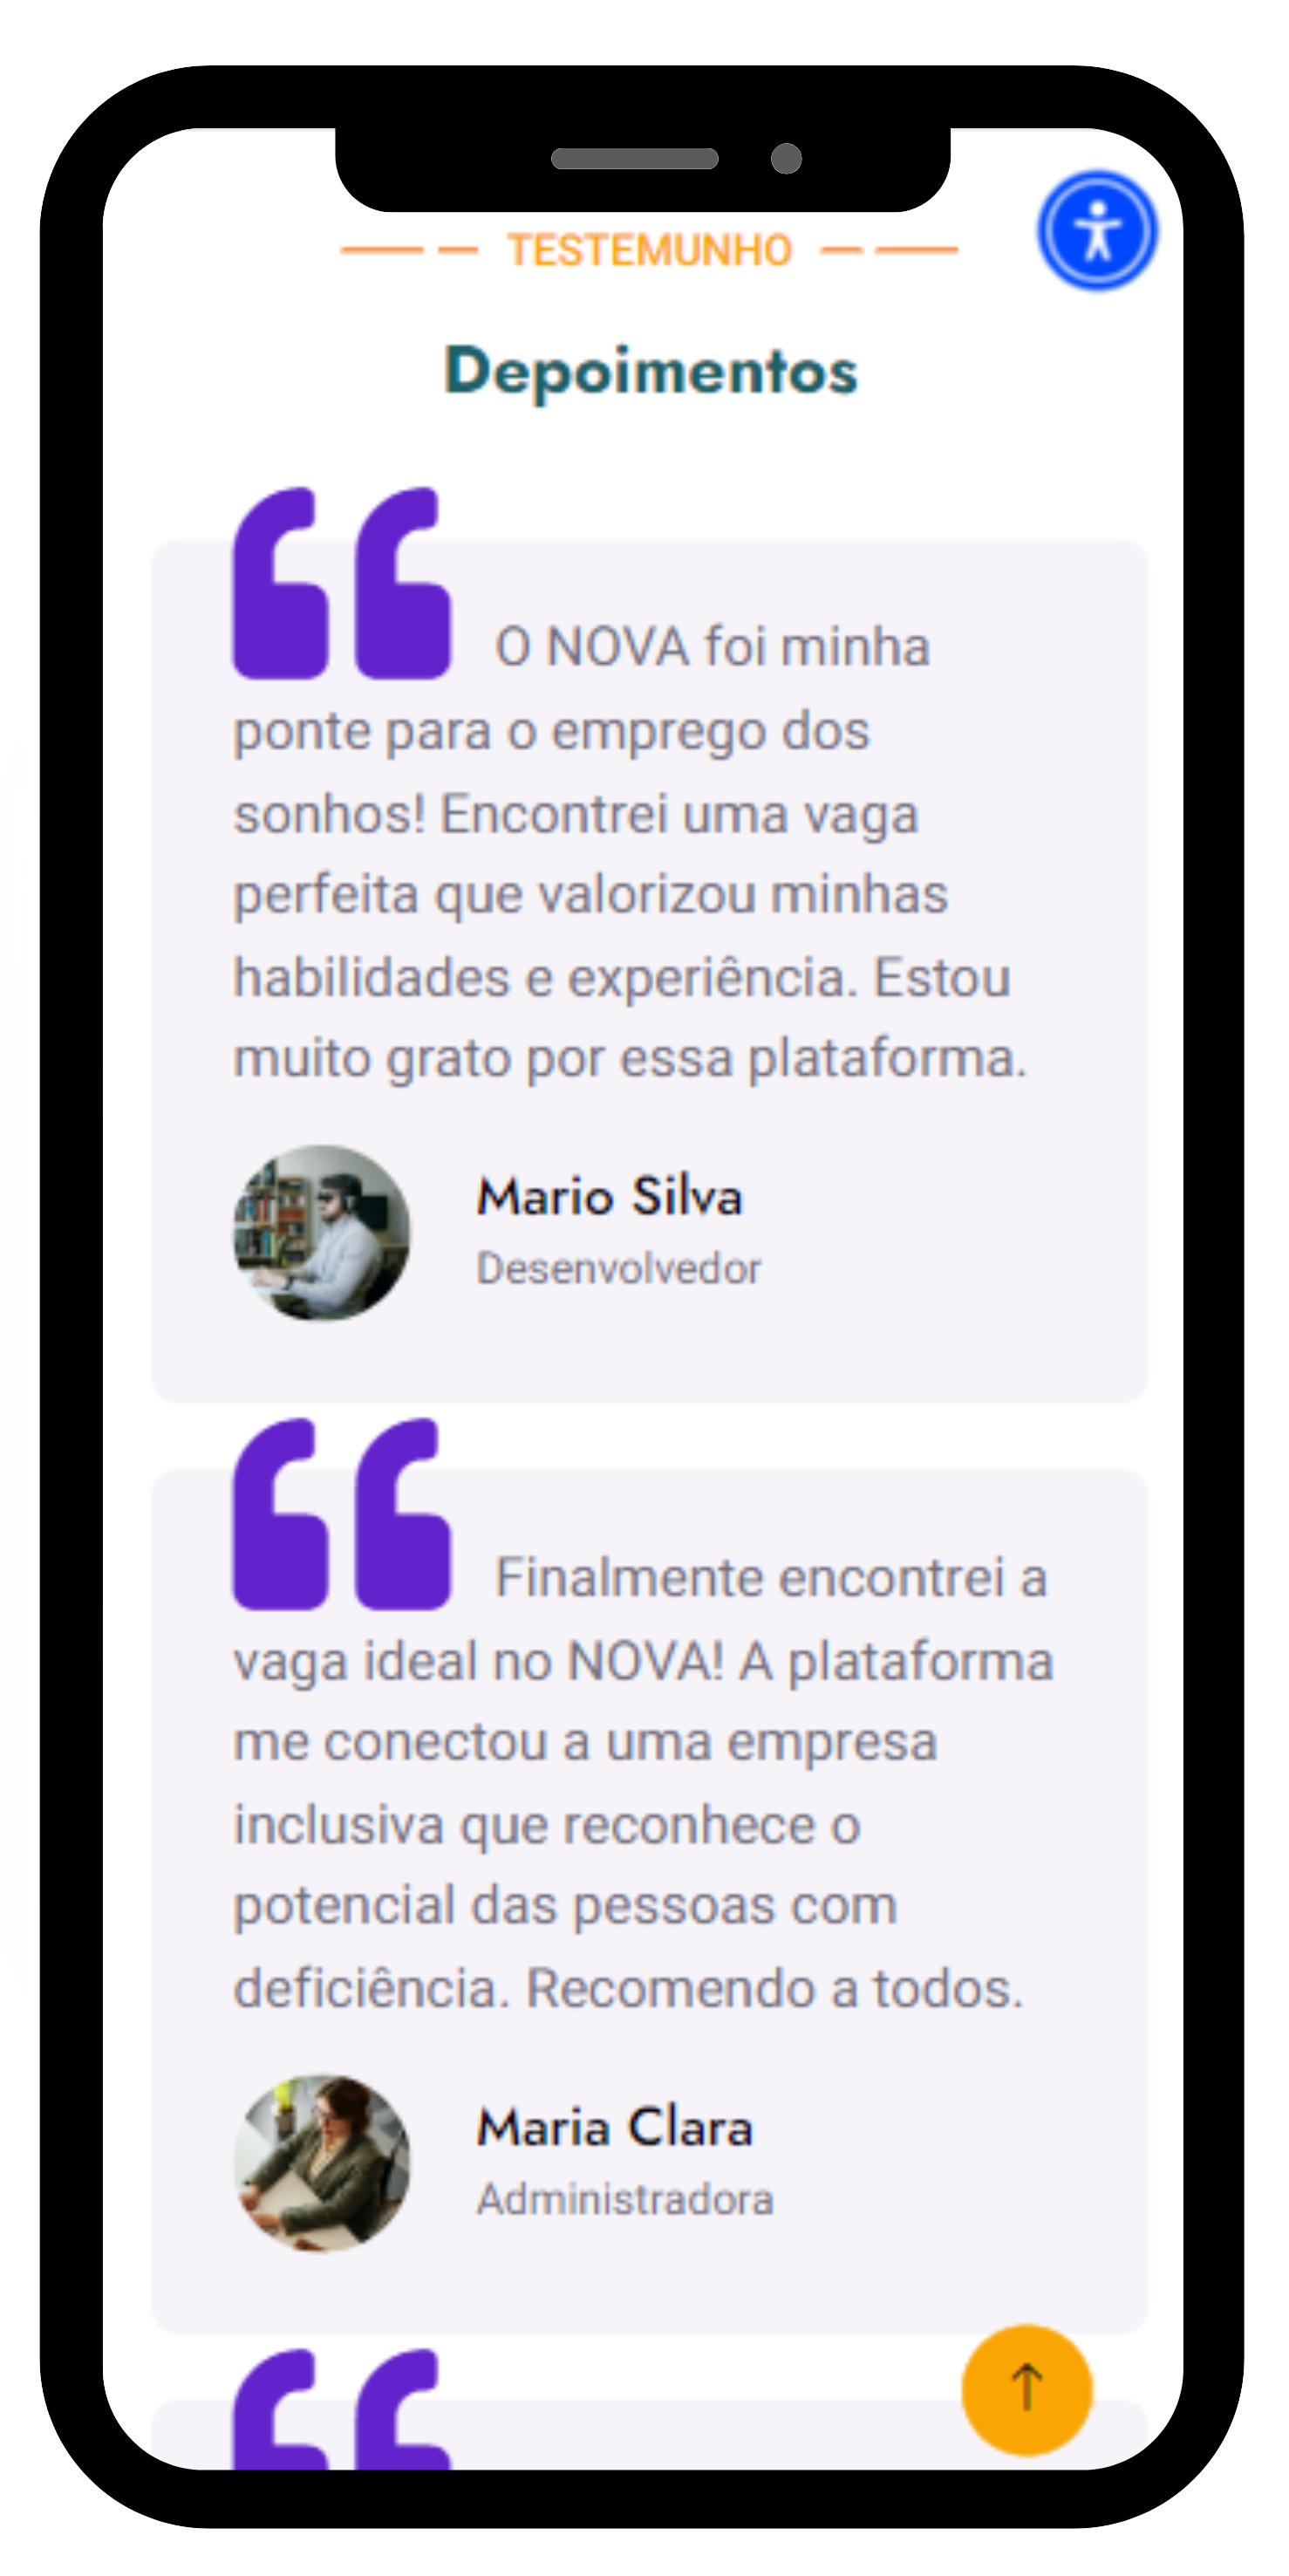 TESTEMUNHO
Depoimentos
O NOVA foi minha
ponte para o emprego dos
sonhos! Encontrei uma vaga
perfeita que valorizou minhas
habilidades e experiência. Estou
muito grato por essa plataforma.
Mario Silva
Desenvolvedor
Finalmente encontrei a
vaga ideal no NOVA! A plataforma
me conectou a uma empresa
inclusiva que reconhece o
potencial das pessoas com
deficiência. Recomendo a todos.
Maria Clara
Administradora